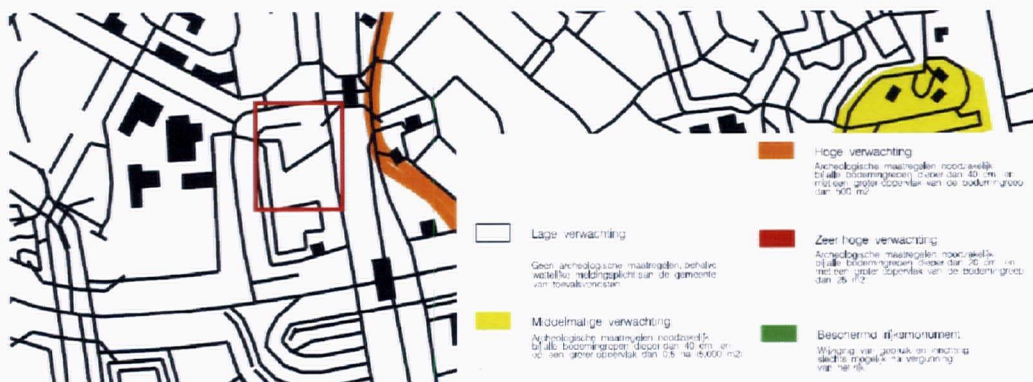 Lage verwachting
Geen archeologische maatregelen, behalve
wettelijke meldingsplicht aan de gemeente
van toevalsvondsten
Middelmatige verwachting
Archeologische maatregelen noodzakelijk
bij alle bodemingrepen dieper dan 40 cm en
op een groter oppervlak dan 0,5 ha (5.000 m2)
Hoge verwachting
Archeologische maatregelen noodzakelijk
bij alle bodemingrepen dieper dan 40 cm en
met een groter oppervlak van de bodemingreep
dan 500 m2
Zeer hoge verwachting
Archeologische maatregelen noodzakelijk
bij alle bodemingrepen dieper dan 20 cm en
met een groter oppervlak van de bodemingreep
dan 25 m2
Beschermd rijksmonument
Wijziging van gebruik en inrichting
slechts mogelijk na vergunning
van het rijk